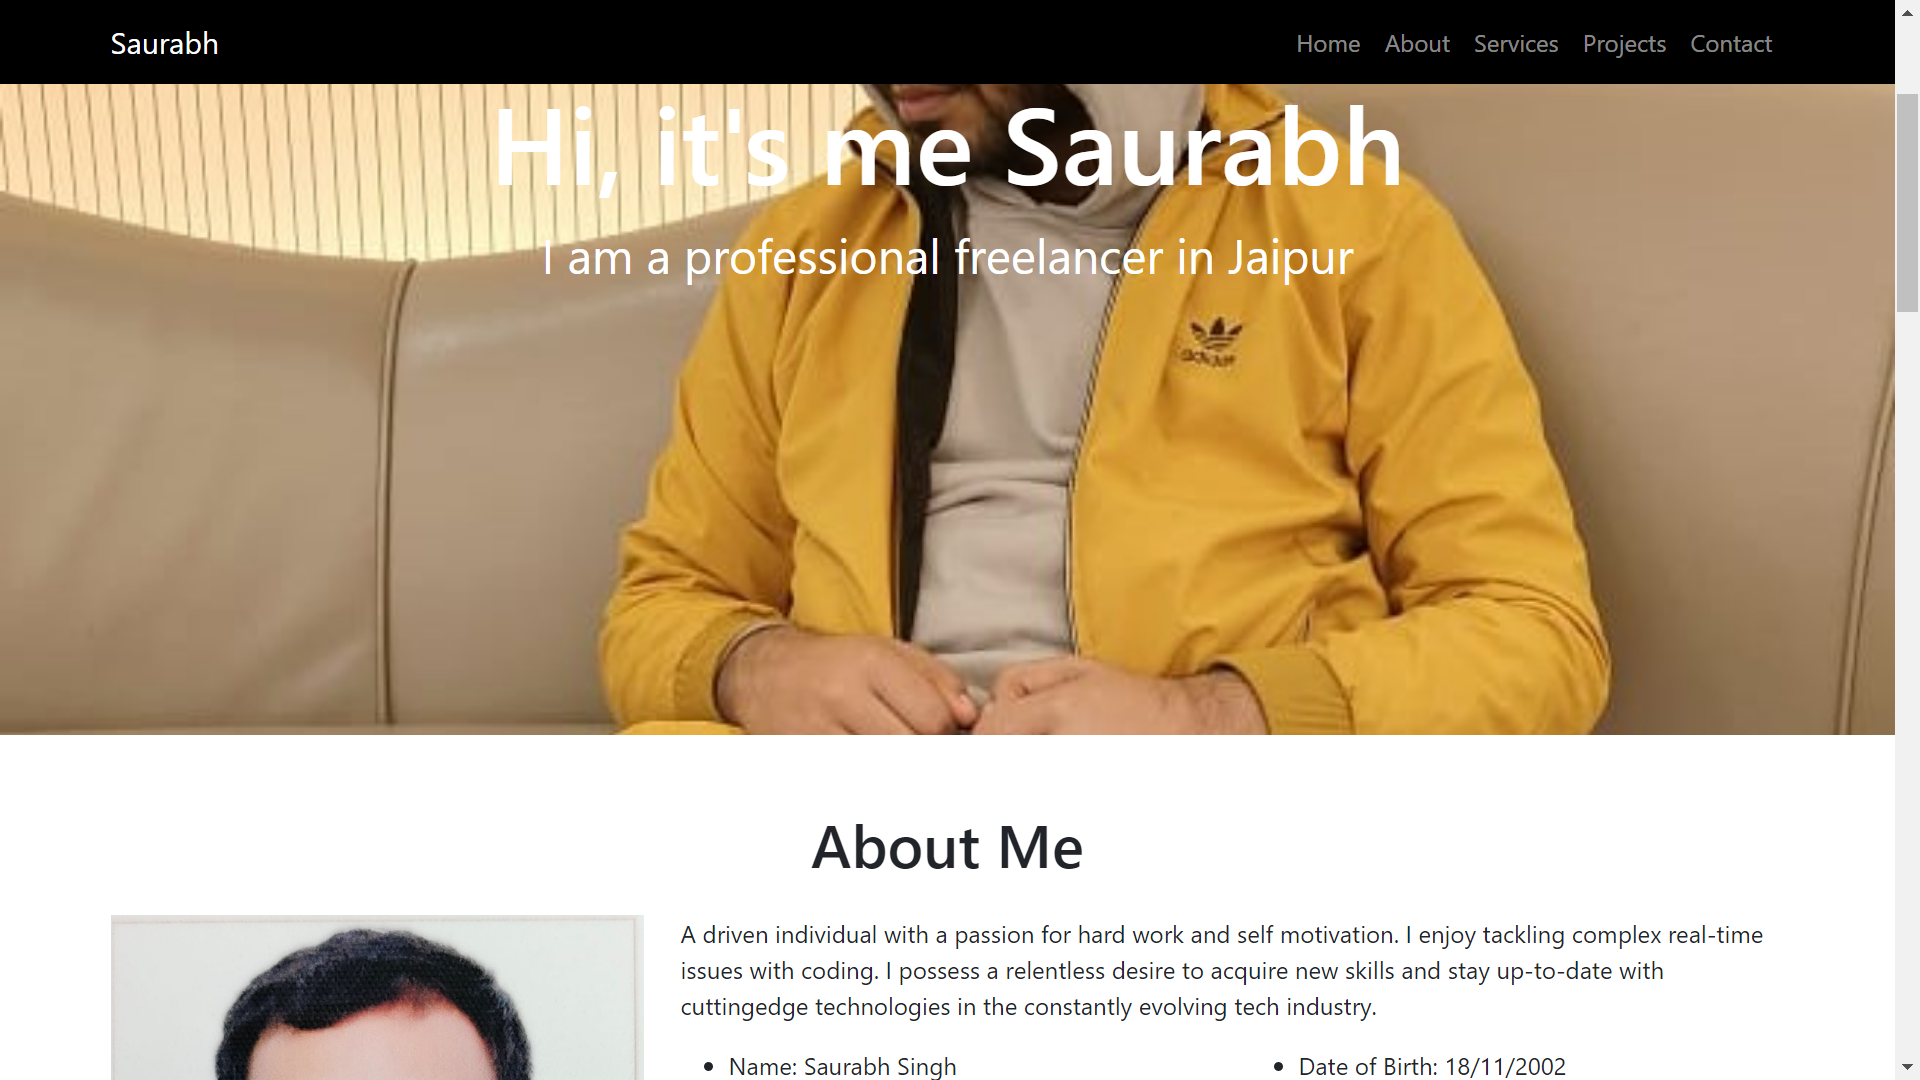 Saurabh
Home About Services Projects Contact
Hi, it's me Saurabh
I am a professional freelancer in Jaipur
adidas
About Me
A driven individual with a passion for hard work and self motivation. I enjoy tackling complex real-time
issues with coding. I possess a relentless desire to acquire new skills and stay up-to-date with
cuttingedge technologies in the constantly evolving tech industry.
• Name: Saurabh Singh
• Date of Birth: 18/11/2002